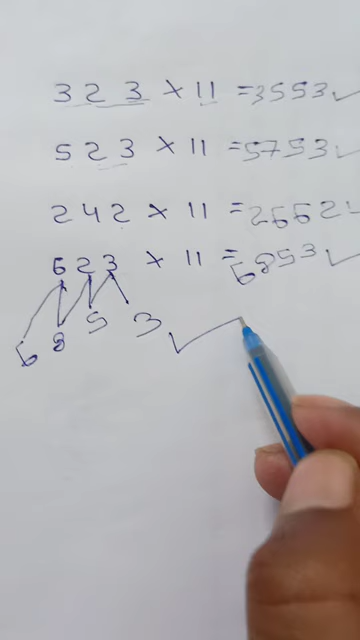 323 × 11 = 3553 ✓
523 × 11 = 5753 ✓
242 × 11 = 2662 ✓
623 × 11 = 6853 ✓
6 8 5 3 ✓